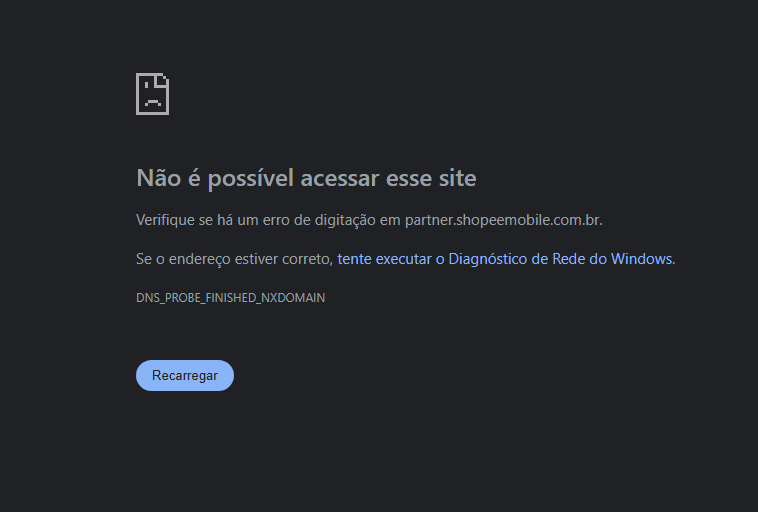 Não é possível acessar esse site
Verifique se há um erro de digitação em partner.shopeemobile.com.br.
Se o endereço estiver correto, tente executar o Diagnóstico de Rede do Windows.
DNS_PROBE_FINISHED_NXDOMAIN
Recarregar